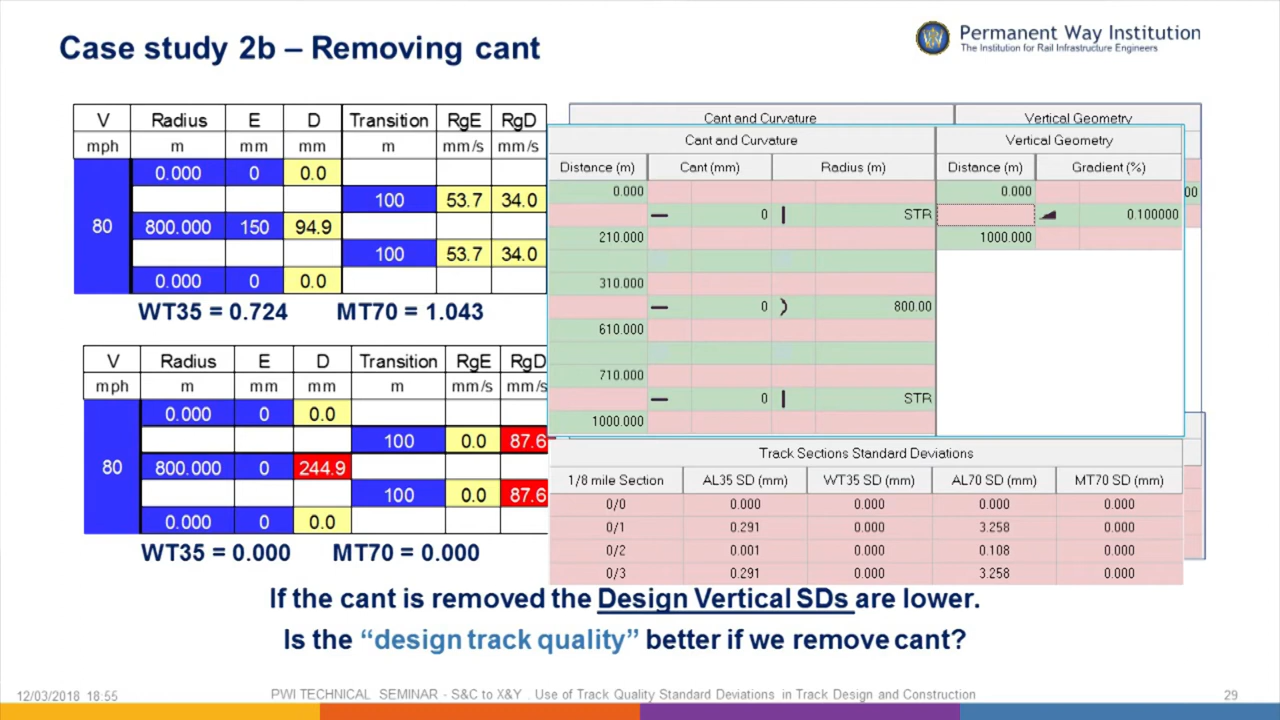 Case study 2b – Removing cant
Permanent Way Institution
The Institution for Rail Infrastructure Engineers
V Radius E D Transition RgE RgD
mph m mm mm m mm/s mm/s
0.000 0 0.0
100 53.7 34.0
80 800.000 150 94.9
100 53.7 34.0
0.000 0 0.0
WT35 = 0.724 MT70 = 1.043
V Radius E D Transition RgE RgD
mph m mm mm m mm/s mm/s
0.000 0 0.0
100 0.0 87.6
80 800.000 0 244.9
100 0.0 87.6
0.000 0 0.0
WT35 = 0.000 MT70 = 0.000
Cant and Curvature Vertical Geometry
Cant and Curvature Vertical Geometry
Distance (m) Cant (mm) Radius (m) Distance (m) Gradient (%)
0.000 0.000 00
0 STR 0.100000
210.000 1000.000
310.000
0 800.00
610.000
710.000
0 STR
1000.000
Track Sections Standard Deviations
1/8 mile Section AL35 SD (mm) WT35 SD (mm) AL70 SD (mm) MT70 SD (mm)
0/0 0.000 0.000 0.000 0.000
0/1 0.291 0.000 3.258 0.000
0/2 0.001 0.000 0.108 0.000
0/3 0.291 0.000 3.258 0.000
If the cant is removed the Design Vertical SDs are lower.
Is the “design track quality” better if we remove cant?
12/03/2018 18:55 PWI TECHNICAL SEMINAR - S&C to X&Y . Use of Track Quality Standard Deviations in Track Design and Construction 29